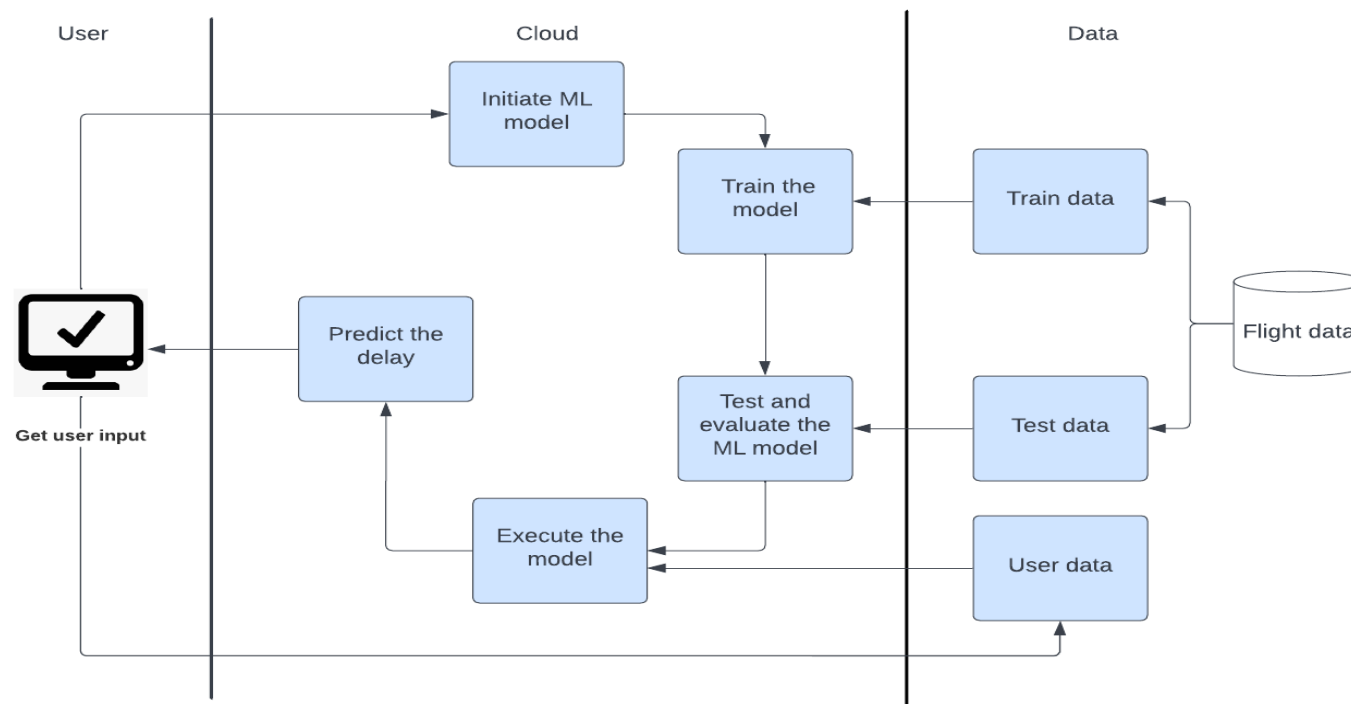 User
Cloud
Data
Initiate ML
model
Train the
model
Train data
Predict the
delay
Flight data
Get user input
Test and
evaluate the
ML model
Test data
Execute the
model
User data